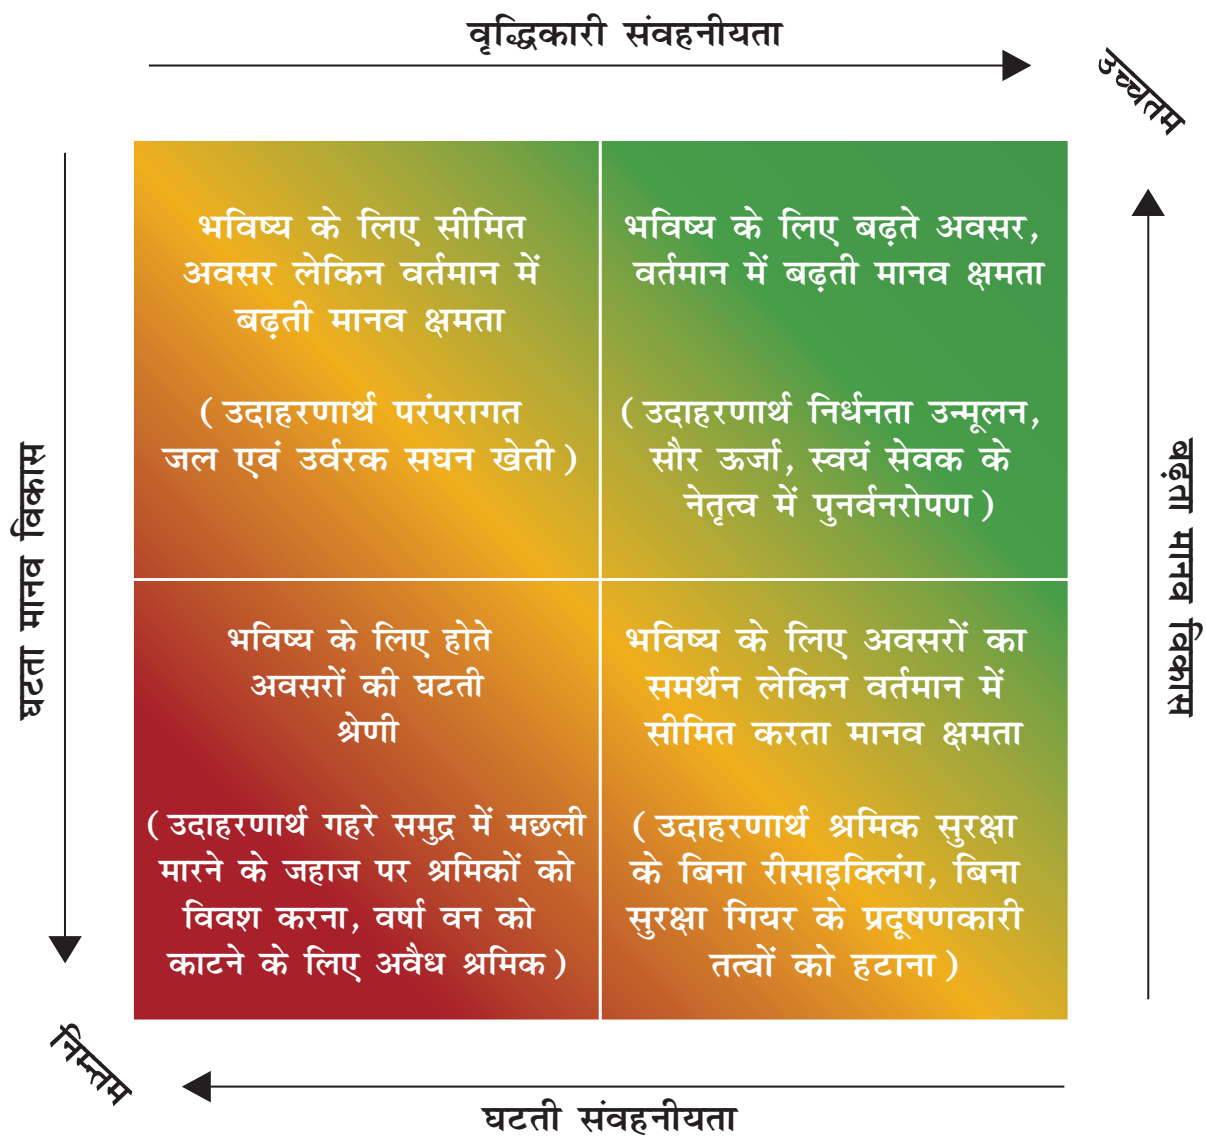 वृद्धिकारी संवहनीयता
उच्चतम
भविष्य के लिए सीमित
अवसर लेकिन वर्तमान में
बढ़ती मानव क्षमता
(उदाहरणार्थ परंपरागत
जल एवं उर्वरक सघन खेती)
भविष्य के लिए बढ़ते अवसर,
वर्तमान में बढ़ती मानव क्षमता
(उदाहरणार्थ निर्धनता उन्मूलन,
सौर ऊर्जा, स्वयं सेवक के
नेतृत्व में पुनर्वनरोपण)
घटता मानव विकास
बढ़ता मानव विकास
भविष्य के लिए होते
अवसरों की घटती
श्रेणी
(उदाहरणार्थ गहरे समुद्र में मछली
मारने के जहाज पर श्रमिकों को
विवश करना, वर्षा वन को
काटने के लिए अवैध श्रमिक)
भविष्य के लिए अवसरों का
समर्थन लेकिन वर्तमान में
सीमित करता मानव क्षमता
(उदाहरणार्थ श्रमिक सुरक्षा
के बिना रीसाइक्लिंग, बिना
सुरक्षा गियर के प्रदूषणकारी
तत्वों को हटाना)
निम्न्तम
घटती संवहनीयता